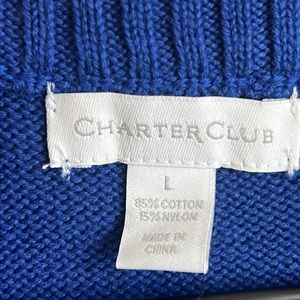 CHARTER CLUB
L
85% COTTON
15% NYLON
MADE IN
CHINA